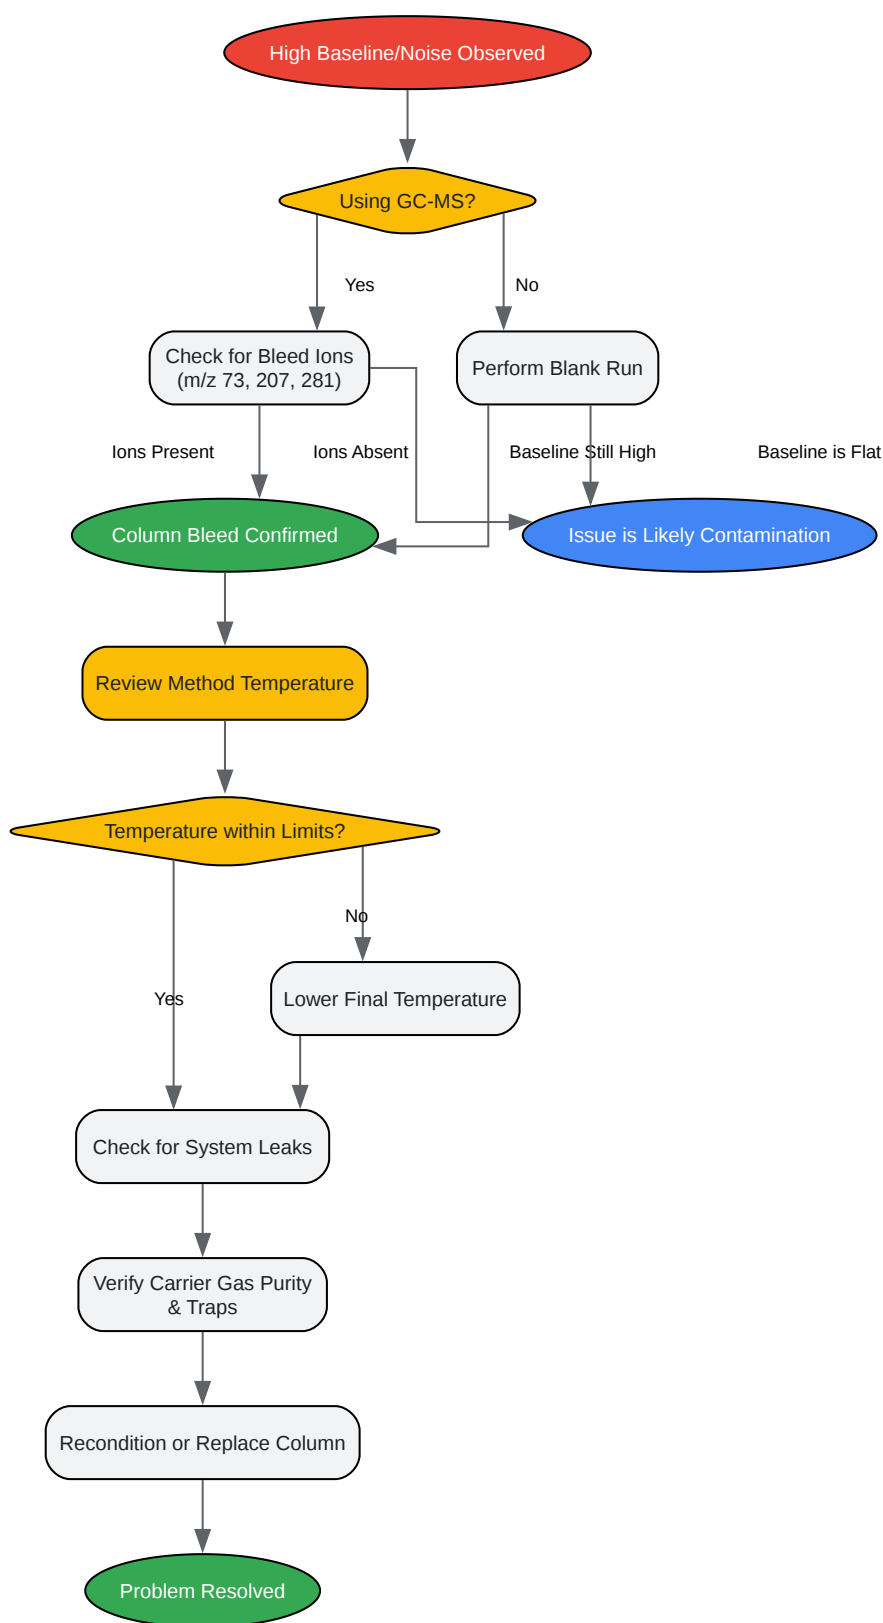 High Baseline/Noise Observed
Using GC-MS?
Yes
No
Check for Bleed Ions
(m/z 73, 207, 281)
Perform Blank Run
Ions Present
Ions Absent
Baseline Still High
Baseline is Flat
Column Bleed Confirmed
Issue is Likely Contamination
Review Method Temperature
Temperature within Limits?
No
Yes
Lower Final Temperature
Check for System Leaks
Verify Carrier Gas Purity
& Traps
Recondition or Replace Column
Problem Resolved